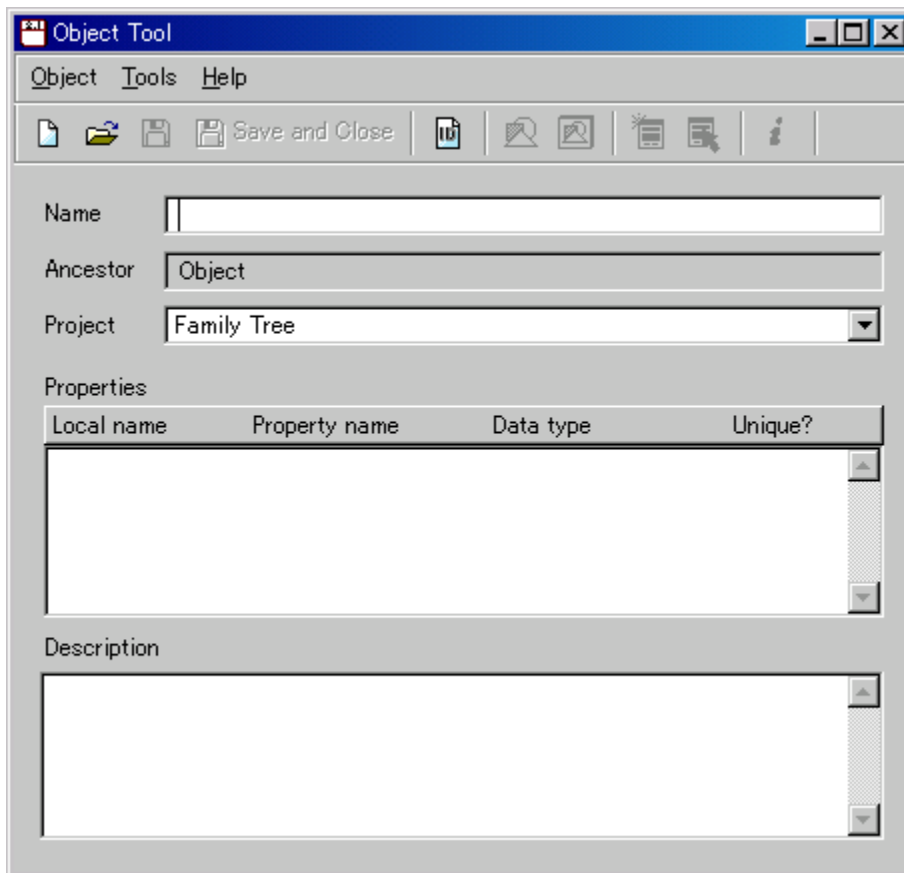 Object Tool
Object Tools Help
Save and Close
Name
Ancestor Object
Project Family Tree
Properties
Local name Property name Data type Unique?
Description